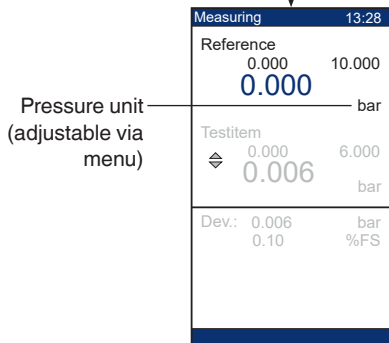 Measuring 13:28
Reference
0.000 10.000
0.000
bar
Pressure unit
(adjustable via
menu)
Testitem
0.000 6.000
0.006
bar
Dev.: 0.006 bar
0.10 %FS